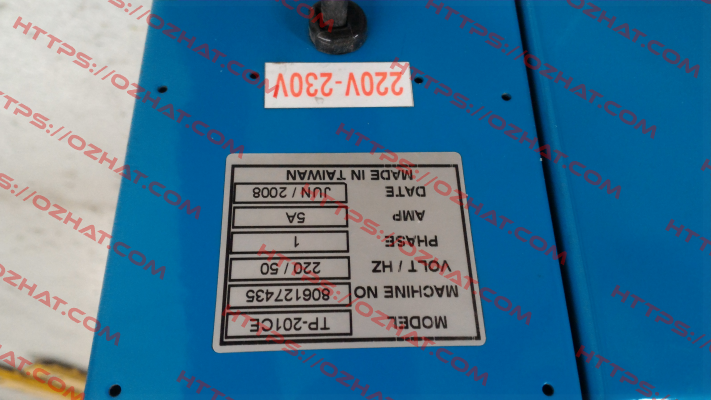 MODEL TP-201CE
MACHINE NO 806127435
VOLT / HZ 220 / 50
PHASE 1
AMP 5A
DATE JUN / 2008
MADE IN TAIWAN
220V-230V
HTTPS://OZHAT.COM